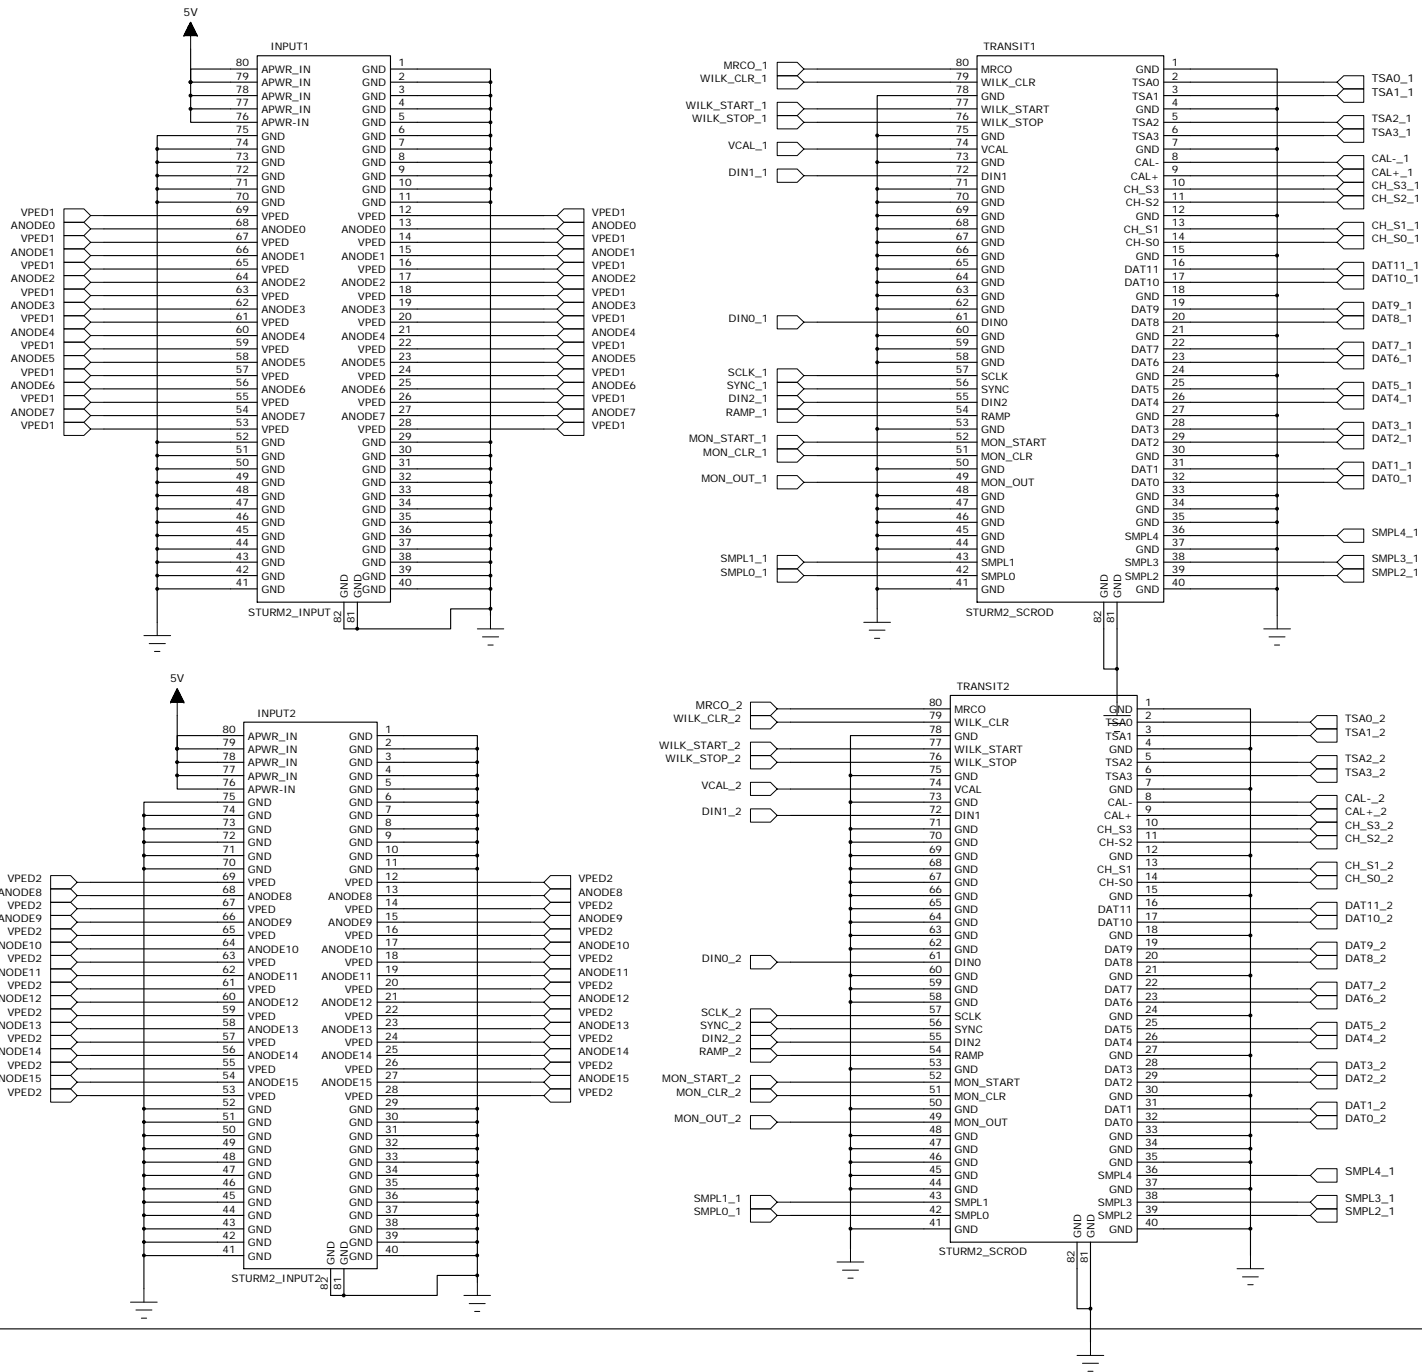 5V
INPUT1
80 APWR_IN GND 1
79 APWR_IN GND 2
78 APWR_IN GND 3
77 APWR_IN GND 4
76 APWR-IN GND 5
75 GND GND 6
74 GND GND 7
73 GND GND 8
72 GND GND 9
71 GND GND 10
70 GND GND 11
VPED1 69 VPED VPED 12 VPED1
ANODE0 68 ANODE0 ANODE0 13 ANODE0
VPED1 67 VPED VPED 14 VPED1
ANODE1 66 ANODE1 ANODE1 15 ANODE1
VPED1 65 VPED VPED 16 VPED1
ANODE2 64 ANODE2 ANODE2 17 ANODE2
VPED1 63 VPED VPED 18 VPED1
ANODE3 62 ANODE3 ANODE3 19 ANODE3
VPED1 61 VPED VPED 20 VPED1
ANODE4 60 ANODE4 ANODE4 21 ANODE4
VPED1 59 VPED VPED 22 VPED1
ANODE5 58 ANODE5 ANODE5 23 ANODE5
VPED1 57 VPED VPED 24 VPED1
ANODE6 56 ANODE6 ANODE6 25 ANODE6
VPED1 55 VPED VPED 26 VPED1
ANODE7 54 ANODE7 ANODE7 27 ANODE7
VPED1 53 VPED VPED 28 VPED1
52 GND GND 29
51 GND GND 30
50 GND GND 31
49 GND GND 32
48 GND GND 33
47 GND GND 34
46 GND GND 35
45 GND GND 36
44 GND GND 37
43 GND GND 38
42 GND GND 39
41 GND GND 40
GND GND
STURM2_INPUT 82 81
TRANSIT1
MRCO_1 80 MRCO GND 1
WILK_CLR_1 79 WILK_CLR TSA0 2 TSA0_1
78 GND TSA1 3 TSA1_1
WILK_START_1 77 WILK_START GND 4
WILK_STOP_1 76 WILK_STOP TSA2 5 TSA2_1
75 GND TSA3 6 TSA3_1
VCAL_1 74 VCAL GND 7
73 GND CAL- 8 CAL-_1
DIN1_1 72 DIN1 CAL+ 9 CAL+_1
71 GND CH_S3 10 CH_S3_1
70 GND CH-S2 11 CH_S2_1
69 GND GND 12
68 GND CH_S1 13 CH_S1_1
67 GND CH-S0 14 CH_S0_1
66 GND GND 15
65 GND DAT11 16 DAT11_1
64 GND DAT10 17 DAT10_1
63 GND GND 18
62 GND DAT9 19 DAT9_1
DIN0_1 61 DIN0 DAT8 20 DAT8_1
60 GND GND 21
59 GND DAT7 22 DAT7_1
58 GND DAT6 23 DAT6_1
SCLK_1 57 SCLK GND 24
SYNC_1 56 SYNC DAT5 25 DAT5_1
DIN2_1 55 DIN2 DAT4 26 DAT4_1
RAMP_1 54 RAMP GND 27
53 GND DAT3 28 DAT3_1
MON_START_1 52 MON_START DAT2 29 DAT2_1
MON_CLR_1 51 MON_CLR GND 30
50 GND DAT1 31 DAT1_1
MON_OUT_1 49 MON_OUT DAT0 32 DAT0_1
48 GND GND 33
47 GND GND 34
46 GND GND 35
45 GND SMPL4 36 SMPL4_1
44 GND GND 37
SMPL1_1 43 SMPL1 SMPL3 38 SMPL3_1
SMPL0_1 42 SMPL0 SMPL2 39 SMPL2_1
41 GND GND 40
GND GND
STURM2_SCROD 82 81
5V
INPUT2
80 APWR_IN GND 1
79 APWR_IN GND 2
78 APWR_IN GND 3
77 APWR_IN GND 4
76 APWR-IN GND 5
75 GND GND 6
74 GND GND 7
73 GND GND 8
72 GND GND 9
71 GND GND 10
70 GND GND 11
VPED2 69 VPED VPED 12 VPED2
ANODE8 68 ANODE8 ANODE8 13 ANODE8
VPED2 67 VPED VPED 14 VPED2
ANODE9 66 ANODE9 ANODE9 15 ANODE9
VPED2 65 VPED VPED 16 VPED2
NODE10 64 ANODE10 ANODE10 17 ANODE10
VPED2 63 VPED VPED 18 VPED2
NODE11 62 ANODE11 ANODE11 19 ANODE11
VPED2 61 VPED VPED 20 VPED2
NODE12 60 ANODE12 ANODE12 21 ANODE12
VPED2 59 VPED VPED 22 VPED2
NODE13 58 ANODE13 ANODE13 23 ANODE13
VPED2 57 VPED VPED 24 VPED2
NODE14 56 ANODE14 ANODE14 25 ANODE14
VPED2 55 VPED VPED 26 VPED2
NODE15 54 ANODE15 ANODE15 27 ANODE15
VPED2 53 VPED VPED 28 VPED2
52 GND GND 29
51 GND GND 30
50 GND GND 31
49 GND GND 32
48 GND GND 33
47 GND GND 34
46 GND GND 35
45 GND GND 36
44 GND GND 37
43 GND GND 38
42 GND GND 39
41 GND GND 40
GND GND
STURM2_INPUT2 82 81
TRANSIT2
MRCO_2 80 MRCO GND 1
WILK_CLR_2 79 WILK_CLR TSA0 2 TSA0_2
78 GND TSA1 3 TSA1_2
WILK_START_2 77 WILK_START GND 4
WILK_STOP_2 76 WILK_STOP TSA2 5 TSA2_2
75 GND TSA3 6 TSA3_2
VCAL_2 74 VCAL GND 7
73 GND CAL- 8 CAL-_2
DIN1_2 72 DIN1 CAL+ 9 CAL+_2
71 GND CH_S3 10 CH_S3_2
70 GND CH-S2 11 CH_S2_2
69 GND GND 12
68 GND CH_S1 13 CH_S1_2
67 GND CH-S0 14 CH_S0_2
66 GND GND 15
65 GND DAT11 16 DAT11_2
64 GND DAT10 17 DAT10_2
63 GND GND 18
62 GND DAT9 19 DAT9_2
DIN0_2 61 DIN0 DAT8 20 DAT8_2
60 GND GND 21
59 GND DAT7 22 DAT7_2
58 GND DAT6 23 DAT6_2
SCLK_2 57 SCLK GND 24
SYNC_2 56 SYNC DAT5 25 DAT5_2
DIN2_2 55 DIN2 DAT4 26 DAT4_2
RAMP_2 54 RAMP GND 27
53 GND DAT3 28 DAT3_2
MON_START_2 52 MON_START DAT2 29 DAT2_2
MON_CLR_2 51 MON_CLR GND 30
50 GND DAT1 31 DAT1_2
MON_OUT_2 49 MON_OUT DAT0 32 DAT0_2
48 GND GND 33
47 GND GND 34
46 GND GND 35
45 GND SMPL4 36 SMPL4_1
44 GND GND 37
SMPL1_1 43 SMPL1 SMPL3 38 SMPL3_1
SMPL0_1 42 SMPL0 SMPL2 39 SMPL2_1
41 GND GND 40
GND GND
STURM2_SCROD 82 81